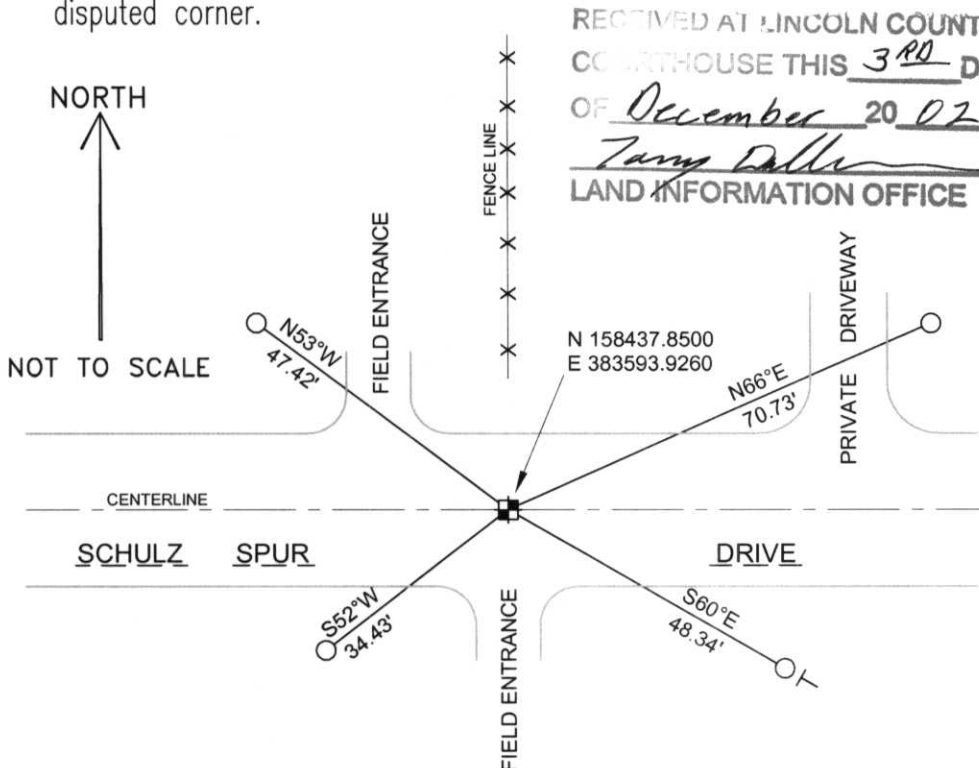 disputed corner.
RECEIVED AT LINCOLN COUNT
COURTHOUSE THIS 3RD D
OF December 20 02
LAND INFORMATION OFFICE
NORTH
NOT TO SCALE
FENCE LINE
FIELD ENTRANCE
PRIVATE DRIVEWAY
N 158437.8500
E 383593.9260
N53°W
47.42'
N66°E
70.73'
CENTERLINE
SCHULZ SPUR DRIVE
S52°W
34.43'
S60°E
48.34'
FIELD ENTRANCE